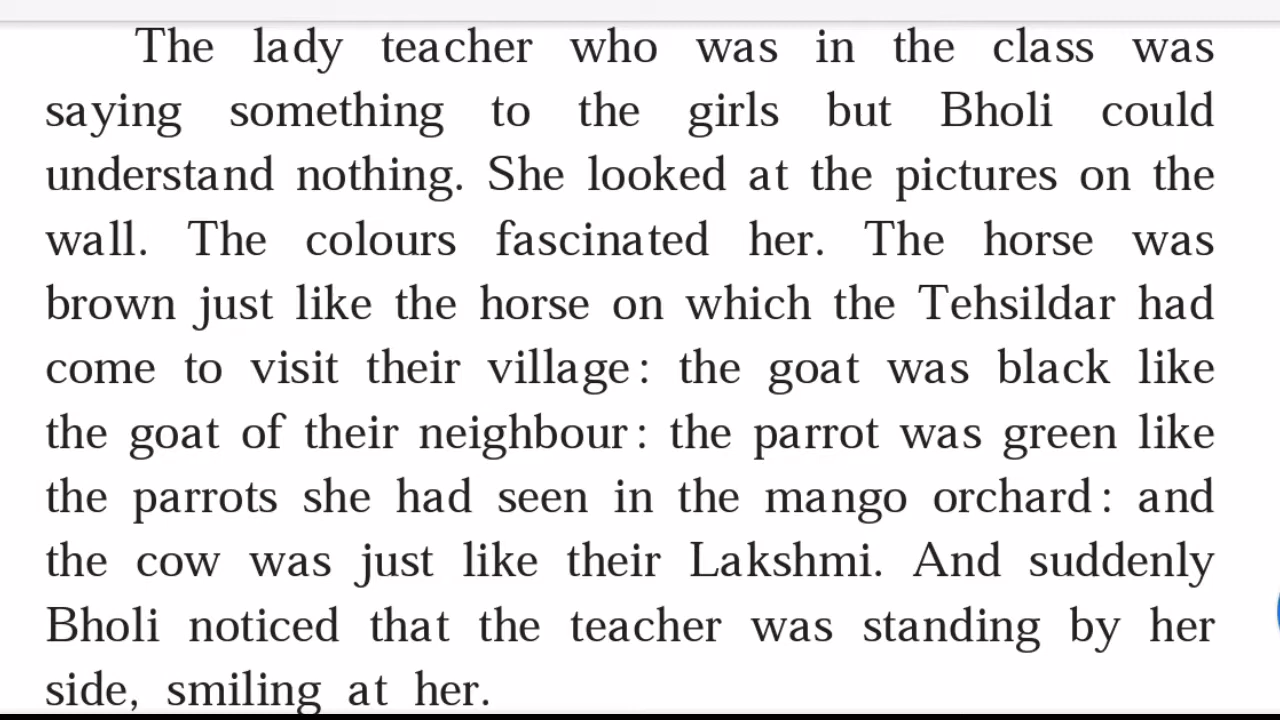 The lady teacher who was in the class was
saying something to the girls but Bholi could
understand nothing. She looked at the pictures on the
wall. The colours fascinated her. The horse was
brown just like the horse on which the Tehsildar had
come to visit their village: the goat was black like
the goat of their neighbour: the parrot was green like
the parrots she had seen in the mango orchard: and
the cow was just like their Lakshmi. And suddenly
Bholi noticed that the teacher was standing by her
side, smiling at her.